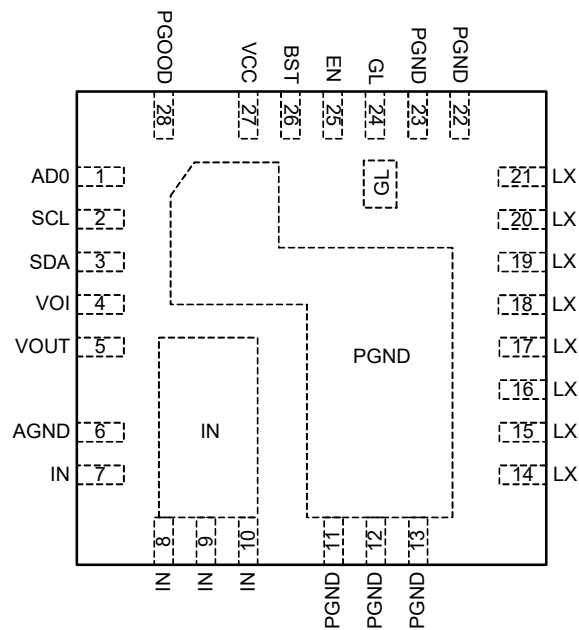 PGOOD
VCC
BST
EN
GL
PGND
PGND
28
27
26
25
24
23
22
AD0 1
SCL 2
SDA 3
VOI 4
VOUT 5
AGND 6
IN 7
GL
PGND
IN
21 LX
20 LX
19 LX
18 LX
17 LX
16 LX
15 LX
14 LX
8
9
10
11
12
13
IN
IN
IN
PGND
PGND
PGND